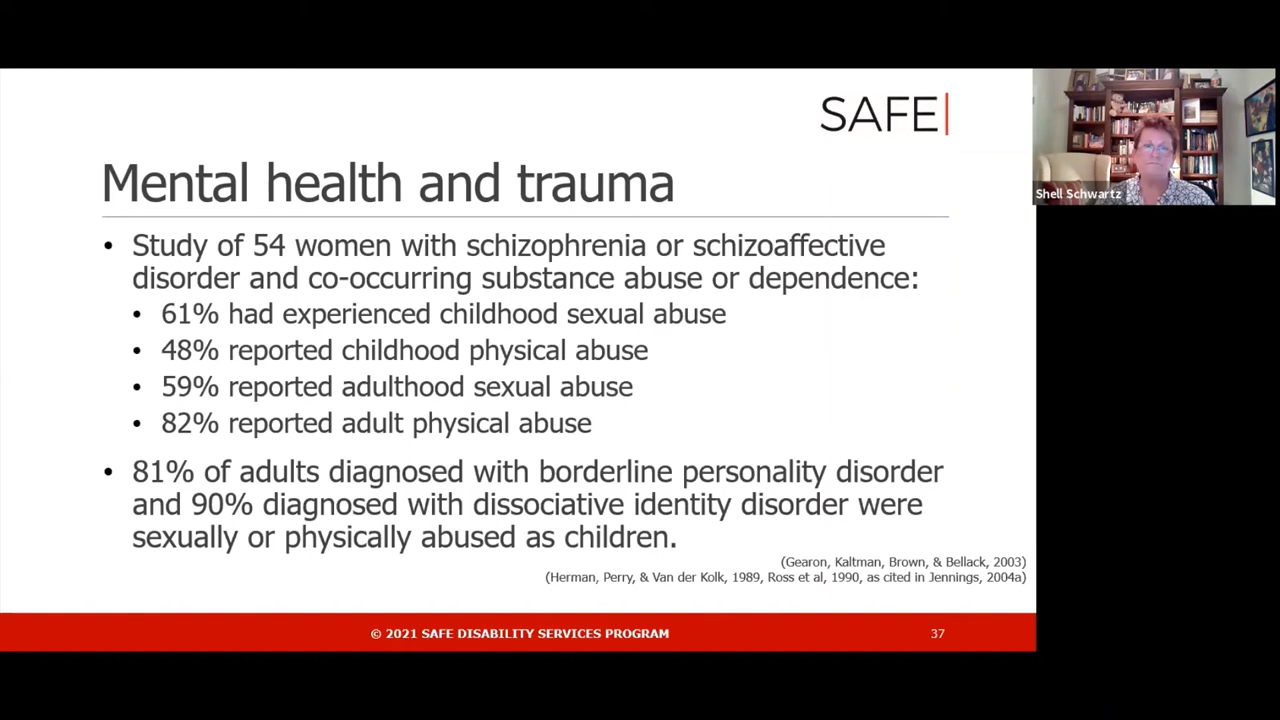 SAFE
Mental health and trauma
• Study of 54 women with schizophrenia or schizoaffective
disorder and co-occurring substance abuse or dependence:
• 61% had experienced childhood sexual abuse
• 48% reported childhood physical abuse
• 59% reported adulthood sexual abuse
• 82% reported adult physical abuse
• 81% of adults diagnosed with borderline personality disorder
and 90% diagnosed with dissociative identity disorder were
sexually or physically abused as children.
(Gearon, Kaltman, Brown, & Bellack, 2003)
(Herman, Perry, & Van der Kolk, 1989, Ross et al, 1990, as cited in Jennings, 2004a)
© 2021 SAFE DISABILITY SERVICES PROGRAM
37
Shell Schwartz